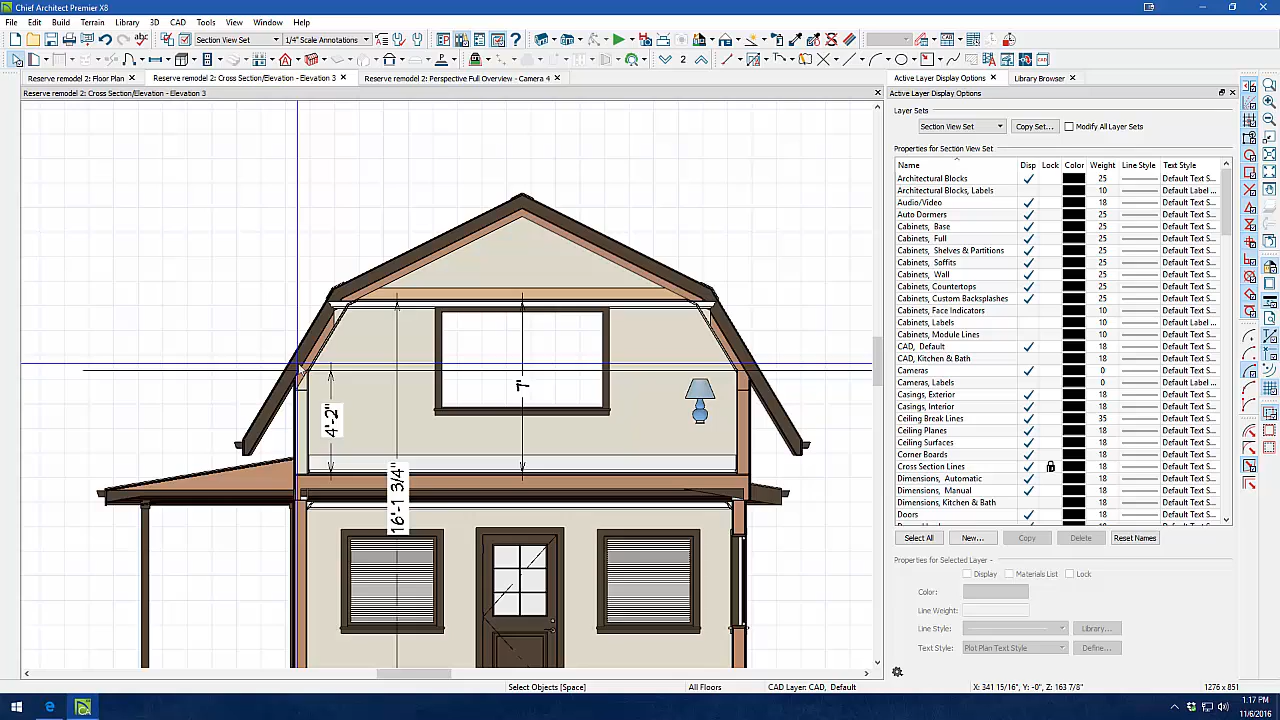 Chief Architect Premier X8
File Edit Build Terrain Library 3D CAD Tools View Window Help
Section View Set 1/4" Scale Annotations
2
Reserve remodel 2: Floor Plan Reserve remodel 2: Cross Section/Elevation - Elevation 3 Reserve remodel 2: Perspective Full Overview - Camera 4
Reserve remodel 2: Cross Section/Elevation - Elevation 3
4'-2"
7'
16'-1 3/4"
Active Layer Display Options Library Browser
Active Layer Display Options
Layer Sets
Section View Set Copy Set... Modify All Layer Sets
Properties for Section View Set
Name Disp Lock Color Weight Line Style Text Style
Architectural Blocks 25 Default Text S...
Architectural Blocks, Labels 10 Default Label ...
Audio/Video 18 Default Text S...
Auto Dormers 25 Default Text S...
Cabinets, Base 25 Default Text S...
Cabinets, Full 25 Default Text S...
Cabinets, Shelves & Partitions 25 Default Text S...
Cabinets, Soffits 25 Default Text S...
Cabinets, Wall 25 Default Text S...
Cabinets, Countertops 25 Default Text S...
Cabinets, Custom Backsplashes 25 Default Text S...
Cabinets, Face Indicators 10 Default Text S...
Cabinets, Labels 10 Default Label ...
Cabinets, Module Lines 10 Default Text S...
CAD, Default 18 Default Text S...
CAD, Kitchen & Bath 18 Default Text S...
Cameras 0 Default Text S...
Cameras, Labels 0 Default Label ...
Casings, Exterior 18 Default Text S...
Casings, Interior 18 Default Text S...
Ceiling Break Lines 35 Default Text S...
Ceiling Planes 18 Default Text S...
Ceiling Surfaces 18 Default Text S...
Corner Boards 18 Default Text S...
Cross Section Lines 18 Default Text S...
Dimensions, Automatic 18 Default Text S...
Dimensions, Manual 18 Default Text S...
Dimensions, Kitchen & Bath 18 Default Text S...
Doors 18 Default Text S...
Select All New... Copy Delete Reset Names
Properties for Selected Layer -
Display Materials List Lock
Color:
Line Weight:
Line Style: Library...
Text Style: Plot Plan Text Style Define...
Select Objects [Space] All Floors CAD Layer: CAD, Default X: 341 15/16", Y: -0", Z: 163 7/8" 1276 x 851
1:17 PM
11/6/2016